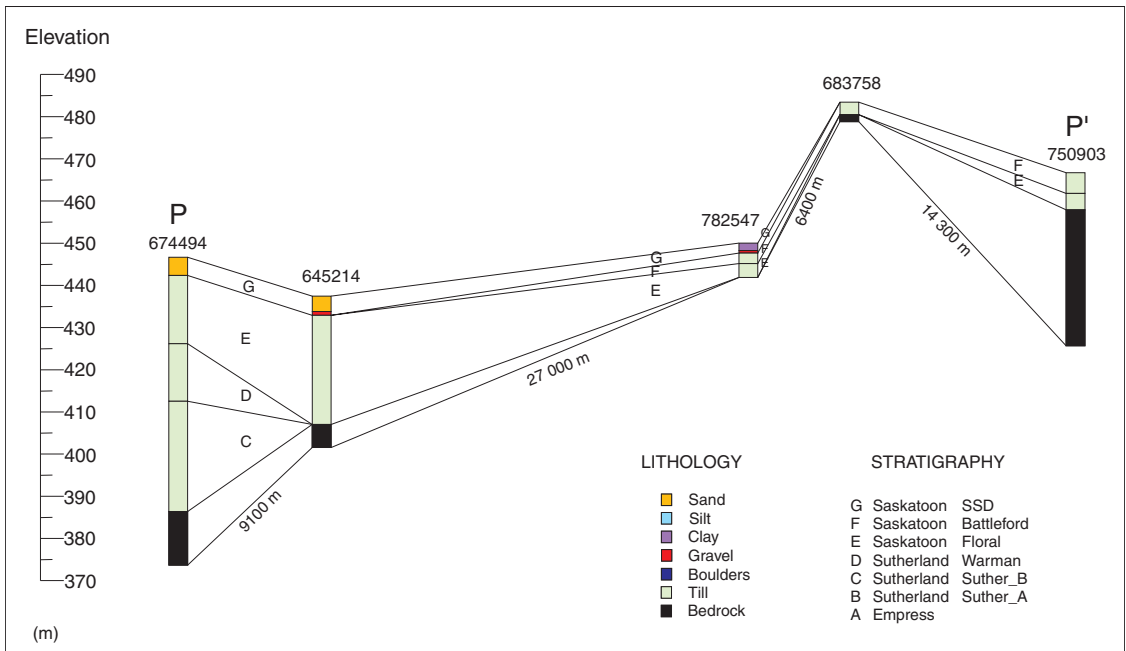 Elevation
490
480
470
460
450
440
430
420
410
400
390
380
370
(m)
P
674494
645214
782547
683758
P'
750903
G
E
D
C
9100 m
G
F
E
27 000 m
G
F
E
6400 m
F
E
14 300 m
LITHOLOGY
Sand
Silt
Clay
Gravel
Boulders
Till
Bedrock
STRATIGRAPHY
G Saskatoon SSD
F Saskatoon Battleford
E Saskatoon Floral
D Sutherland Warman
C Sutherland Suther_B
B Sutherland Suther_A
A Empress